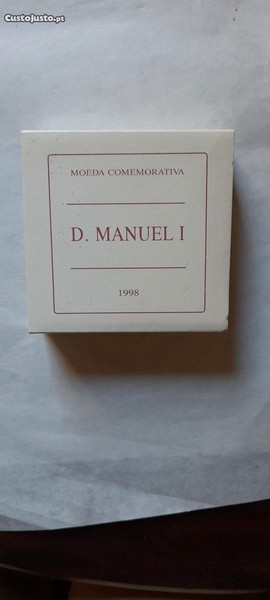 CustoJusto.pt
MOEDA COMEMORATIVA
D. MANUEL I
1998